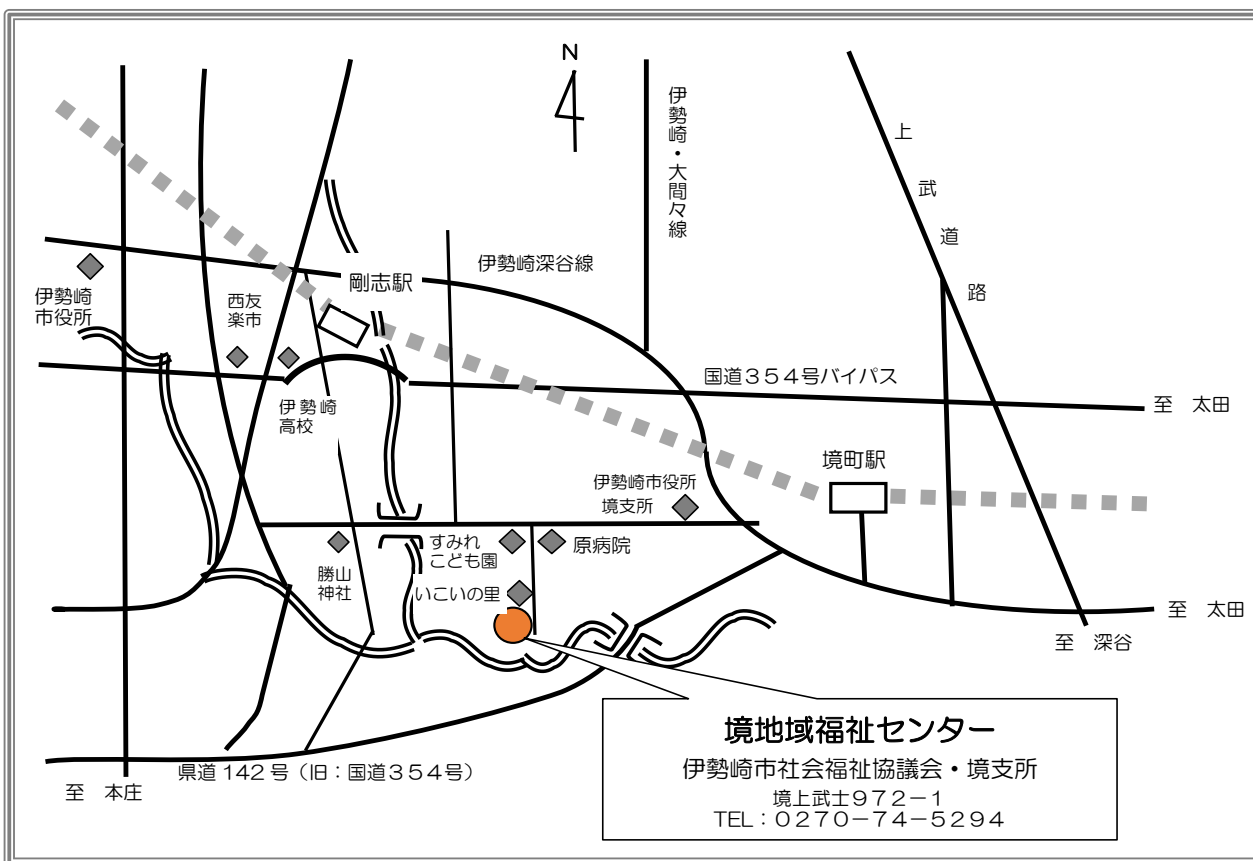 N
伊勢崎・大間々線
上武道路
伊勢崎深谷線
剛志駅
伊勢崎
市役所
西友
楽市
伊勢崎
高校
国道３５４号バイパス
至　太田
境町駅
伊勢崎市役所
境支所
すみれ
こども園
原病院
勝山
神社
いこいの里
至　太田
至　深谷
境地域福祉センター
伊勢崎市社会福祉協議会・境支所
境上武士９７２－１
TEL：０２７０－７４－５２９４
県道142号（旧：国道３５４号）
至　本庄